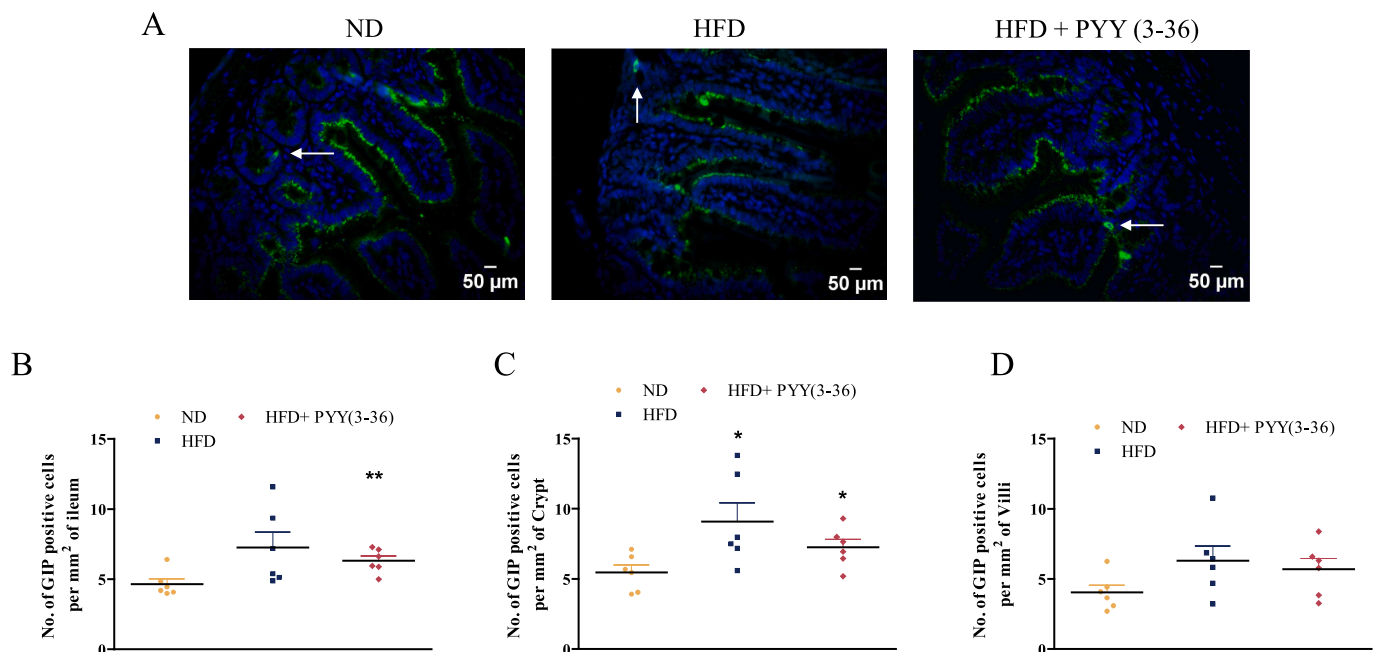 A
ND
HFD
HFD + PYY (3-36)
50 µm
50 µm
50 µm
B
ND
HFD+ PYY(3-36)
HFD
No. of GIP positive cells
per mm² of ileum
15
10
5
0
**
C
ND
HFD+ PYY(3-36)
HFD
No. of GIP positive cells
per mm² of Crypt
15
10
5
0
*
*
D
ND
HFD+ PYY(3-36)
HFD
No. of GIP positive cells
per mm² of Villi
15
10
5
0